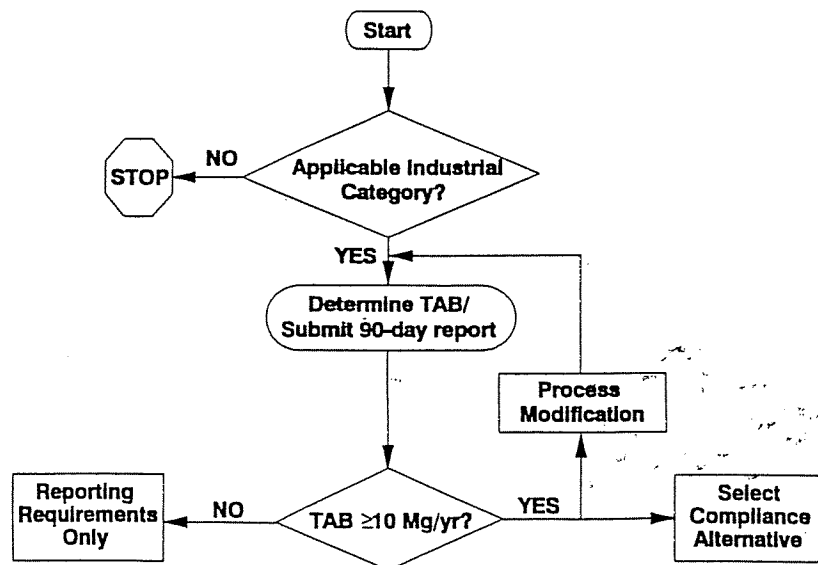 Start
NO
STOP
Applicable Industrial
Category?
YES
Determine TAB/
Submit 90-day report
Process
Modification
Reporting
Requirements
Only
NO
TAB ≥10 Mg/yr?
YES
Select
Compliance
Alternative